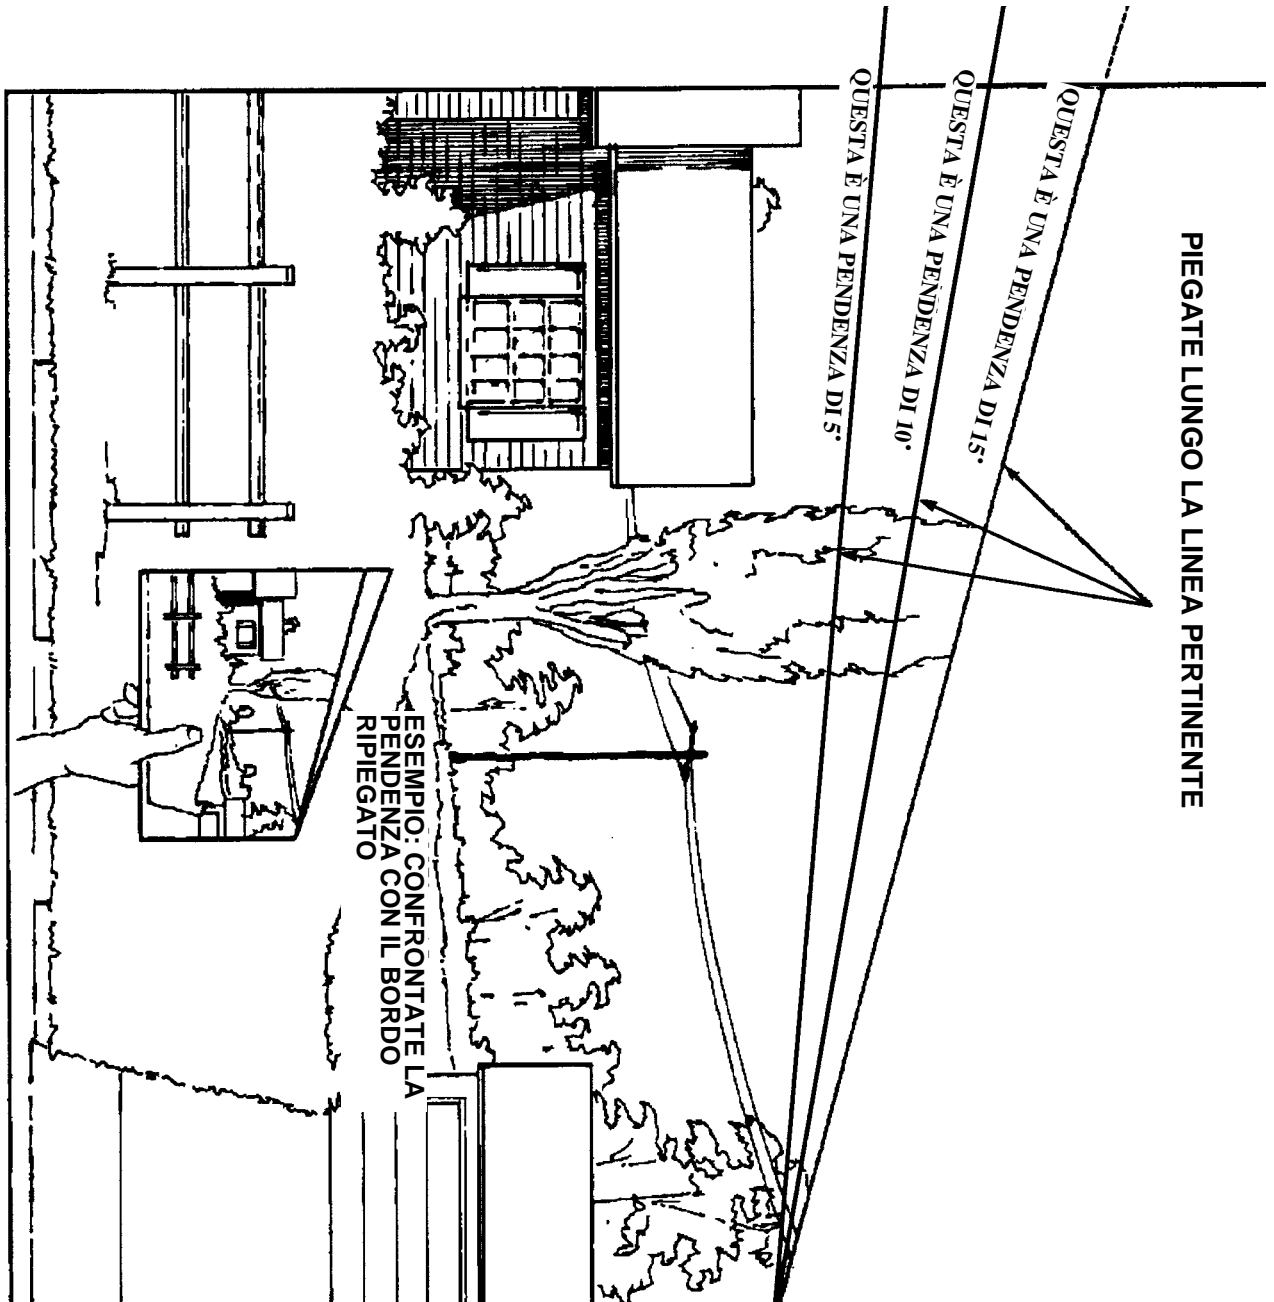 PIEGATE LUNGO LA LINEA PERTINENTE
QUESTA È UNA PENDENZA DI 15°
QUESTA È UNA PENDENZA DI 10°
QUESTA È UNA PENDENZA DI 5°
ESEMPIO: CONFRONTATE LA
PENDENZA CON IL BORDO
RIPIEGATO